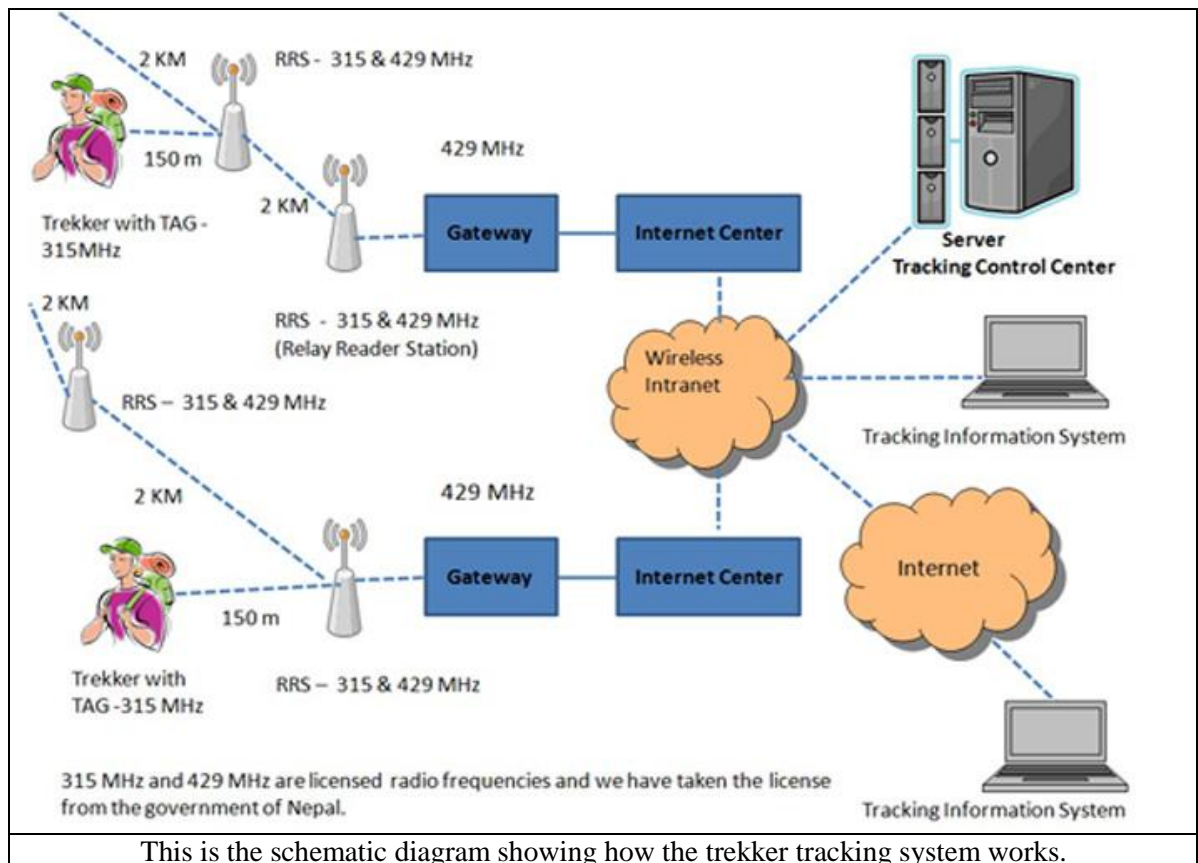 2 KM
RRS - 315 & 429 MHz
150 m
429 MHz
Trekker with TAG -
315MHz
2 KM
Gateway
Internet Center
Server
Tracking Control Center
2 KM
RRS - 315 & 429 MHz
(Relay Reader Station)
Wireless
Intranet
RRS – 315 & 429 MHz
Tracking Information System
2 KM
429 MHz
Gateway
Internet Center
Internet
150 m
Trekker with
TAG -315 MHz
RRS – 315 & 429 MHz
315 MHz and 429 MHz are licensed radio frequencies and we have taken the license
from the government of Nepal.
Tracking Information System
This is the schematic diagram showing how the trekker tracking system works.